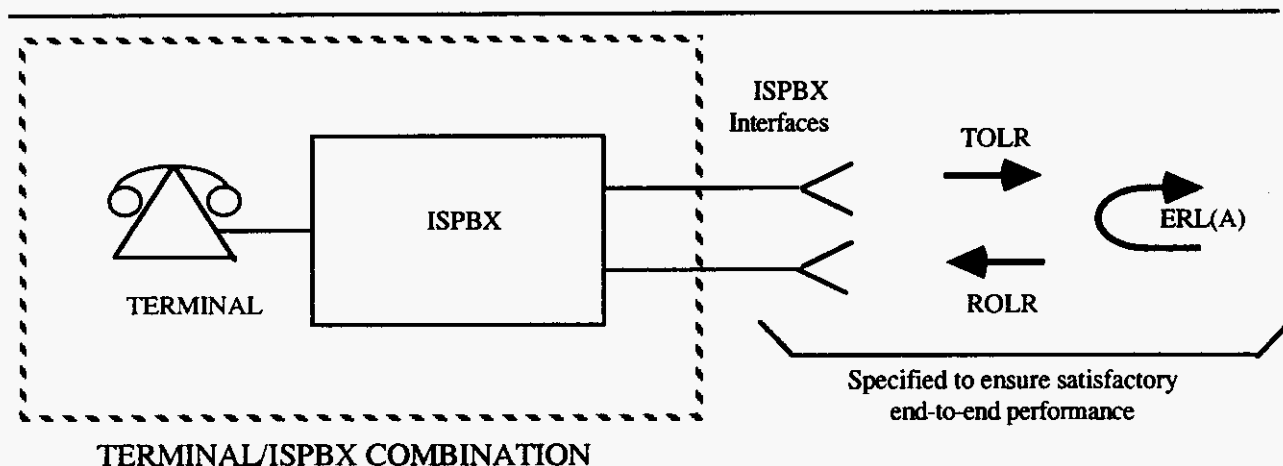 ISPBX
Interfaces
TOLR
ISPBX
ERL(A)
TERMINAL
ROLR
Specified to ensure satisfactory
end-to-end performance
TERMINAL/ISPBX COMBINATION